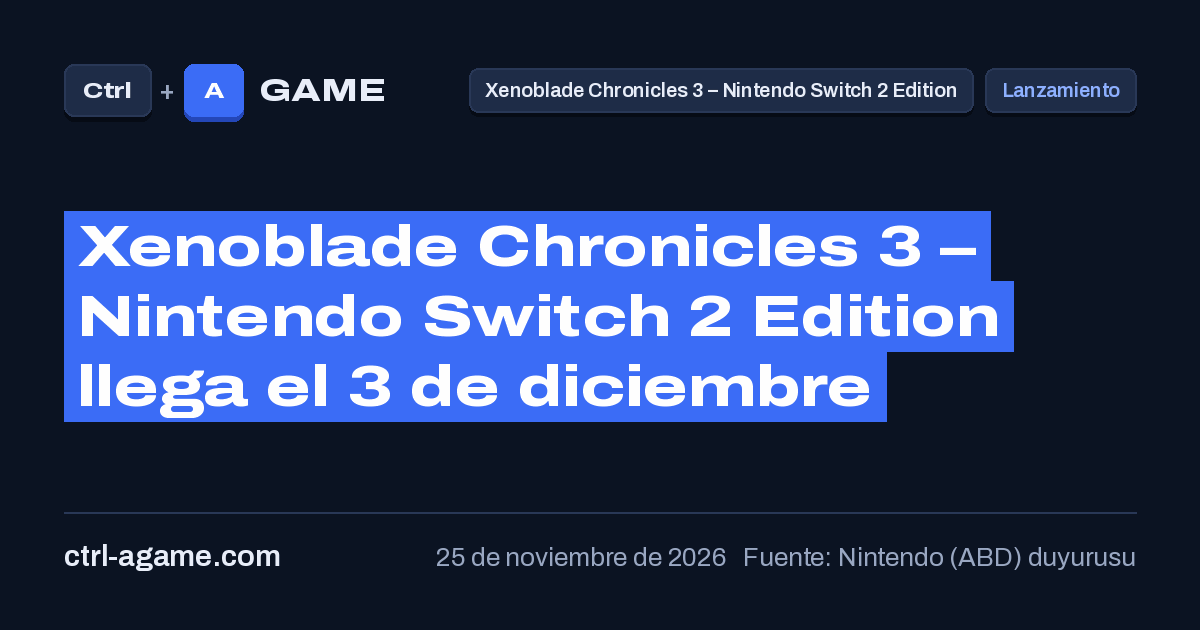 Ctrl + A GAME
Xenoblade Chronicles 3 – Nintendo Switch 2 Edition
Lanzamiento
Xenoblade Chronicles 3 –
Nintendo Switch 2 Edition
llega el 3 de diciembre
ctrl-agame.com
25 de noviembre de 2026 Fuente: Nintendo (ABD) duyurusu